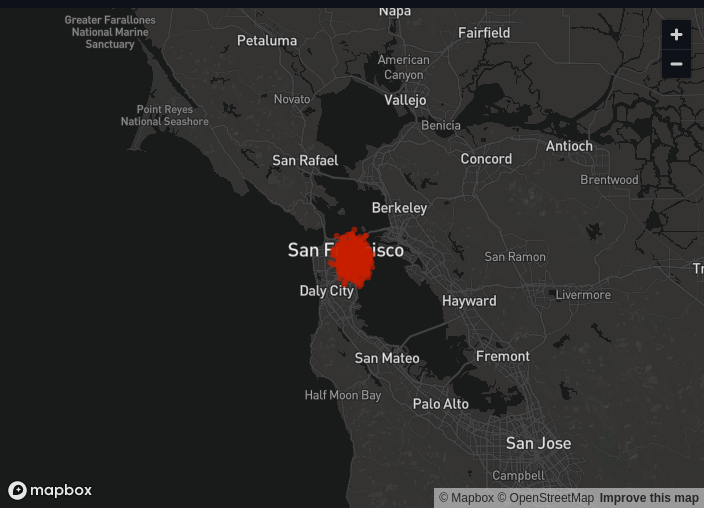 Napa
Greater Farallones
National Marine
Sanctuary
Petaluma
Fairfield
American
Canyon
Novato
Vallejo
Point Reyes
National Seashore
Benicia
Antioch
San Rafael
Concord
Brentwood
Berkeley
San F isco
San Ramon
Daly City
Hayward
Livermore
San Mateo
Fremont
Half Moon Bay
Palo Alto
San Jose
Campbell
mapbox
© Mapbox © OpenStreetMap Improve this map